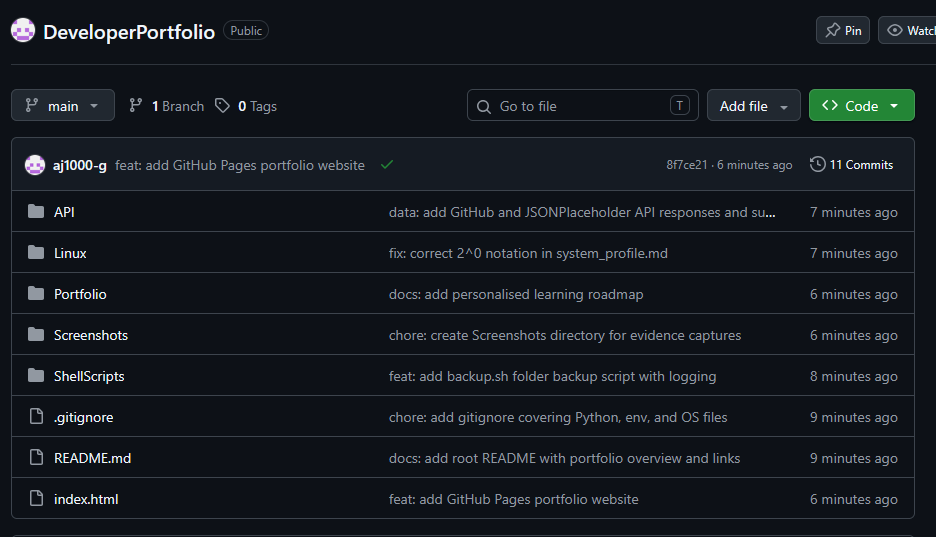 DeveloperPortfolio Public Pin Watch
main 1 Branch 0 Tags Go to file T Add file Code
aj1000-g feat: add GitHub Pages portfolio website 8f7ce21 · 6 minutes ago 11 Commits
API data: add GitHub and JSONPlaceholder API responses and su... 7 minutes ago
Linux fix: correct 2^0 notation in system_profile.md 7 minutes ago
Portfolio docs: add personalised learning roadmap 6 minutes ago
Screenshots chore: create Screenshots directory for evidence captures 6 minutes ago
ShellScripts feat: add backup.sh folder backup script with logging 8 minutes ago
.gitignore chore: add gitignore covering Python, env, and OS files 9 minutes ago
README.md docs: add root README with portfolio overview and links 9 minutes ago
index.html feat: add GitHub Pages portfolio website 6 minutes ago